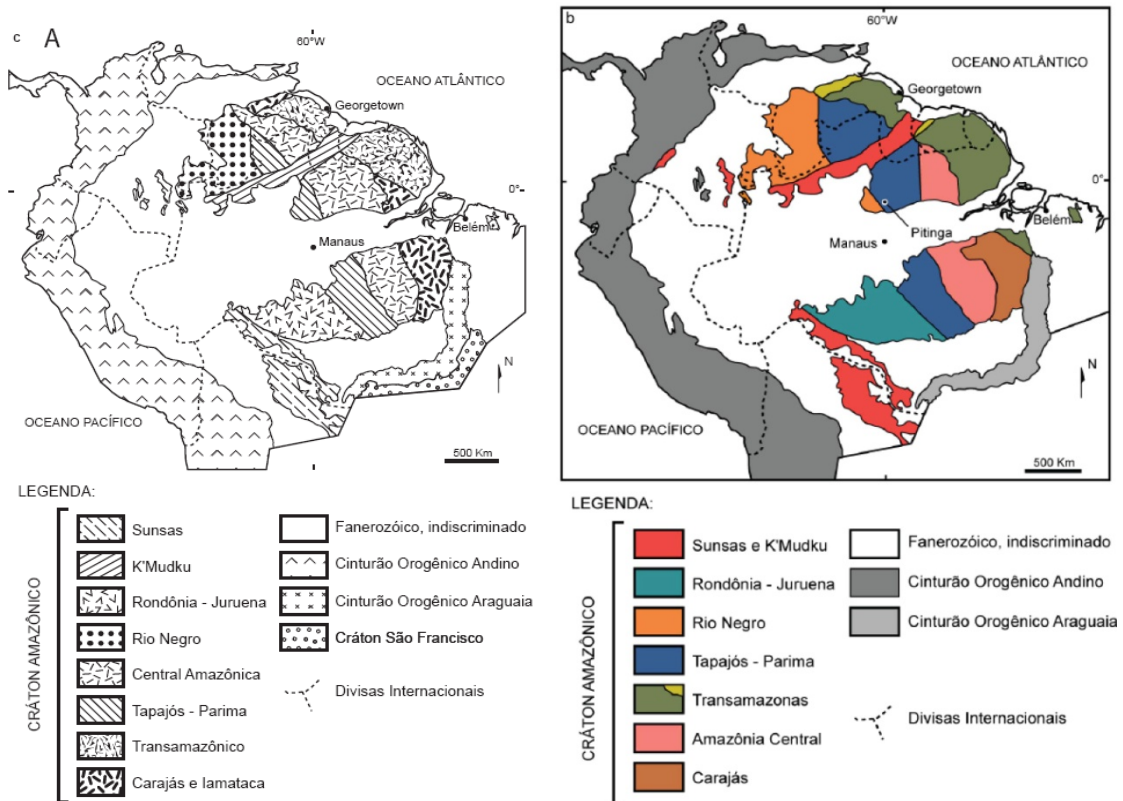 c A
60°W
OCEANO ATLÂNTICO
Georgetown
0°
Belém
Manaus
N
OCEANO PACÍFICO
500 Km
LEGENDA:
CRÁTON AMAZÔNICO
Sunsas
K'Mudku
Rondônia - Juruena
Rio Negro
Central Amazônica
Tapajós - Parima
Transamazônico
Carajás e Iamataca
Fanerozóico, indiscriminado
Cinturão Orogênico Andino
Cinturão Orogênico Araguaia
Cráton São Francisco
Divisas Internacionais
b
60°W
OCEANO ATLÂNTICO
Georgetown
0°
Belém
Pitinga
Manaus
N
OCEANO PACÍFICO
500 Km
LEGENDA:
CRÁTON AMAZÔNICO
Sunsas e K'Mudku
Rondônia - Juruena
Rio Negro
Tapajós - Parima
Transamazonas
Amazônia Central
Carajás
Fanerozóico, indiscriminado
Cinturão Orogênico Andino
Cinturão Orogênico Araguaia
Divisas Internacionais